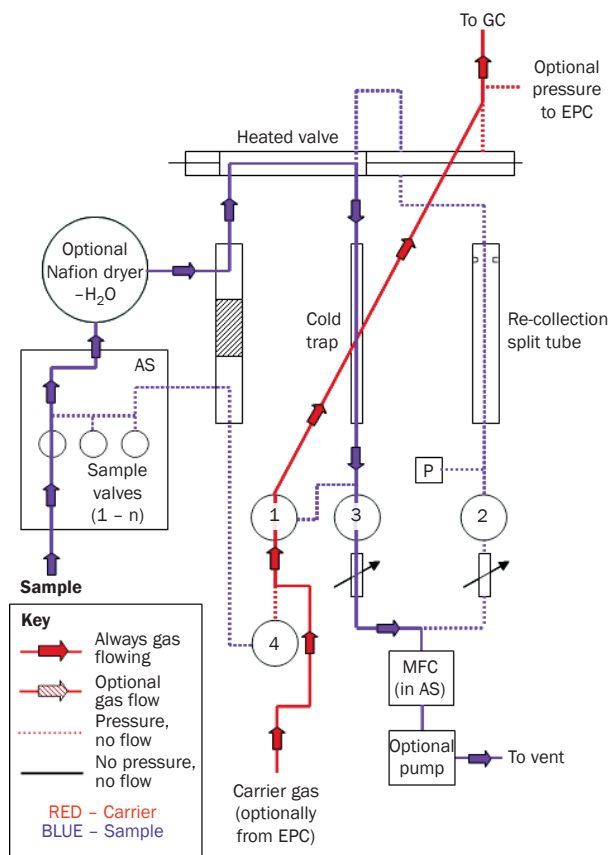 To GC
Optional
pressure
to EPC
Heated valve
Optional
Nafion dryer
–H₂O
Cold
trap
Re-collection
split tube
AS
Sample
valves
(1 – n)
P
1
3
2
Sample
4
Key
Always gas
flowing
Optional
gas flow
Pressure,
no flow
No pressure,
no flow
RED – Carrier
BLUE – Sample
MFC
(in AS)
Optional
pump
To vent
Carrier gas
(optionally
from EPC)